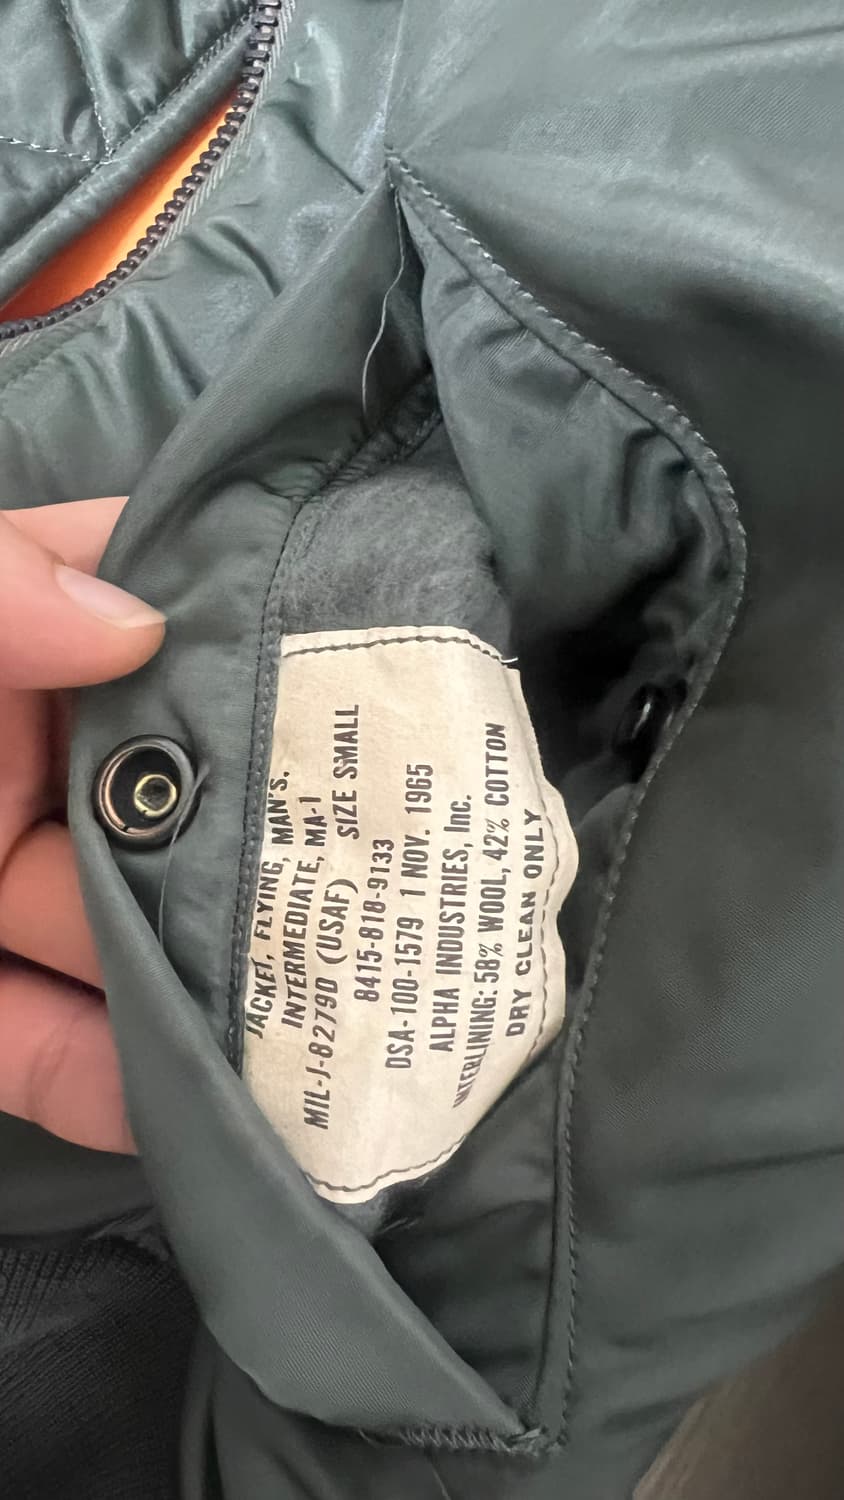 JACKET, FLYING, MAN'S.
INTERMEDIATE, MA-1
MIL-J-8279D (USAF) SIZE SMALL
8415-818-9133
DSA-100-1579 1 NOV. 1965
ALPHA INDUSTRIES, Inc.
INTERLINING: 58% WOOL, 42% COTTON
DRY CLEAN ONLY